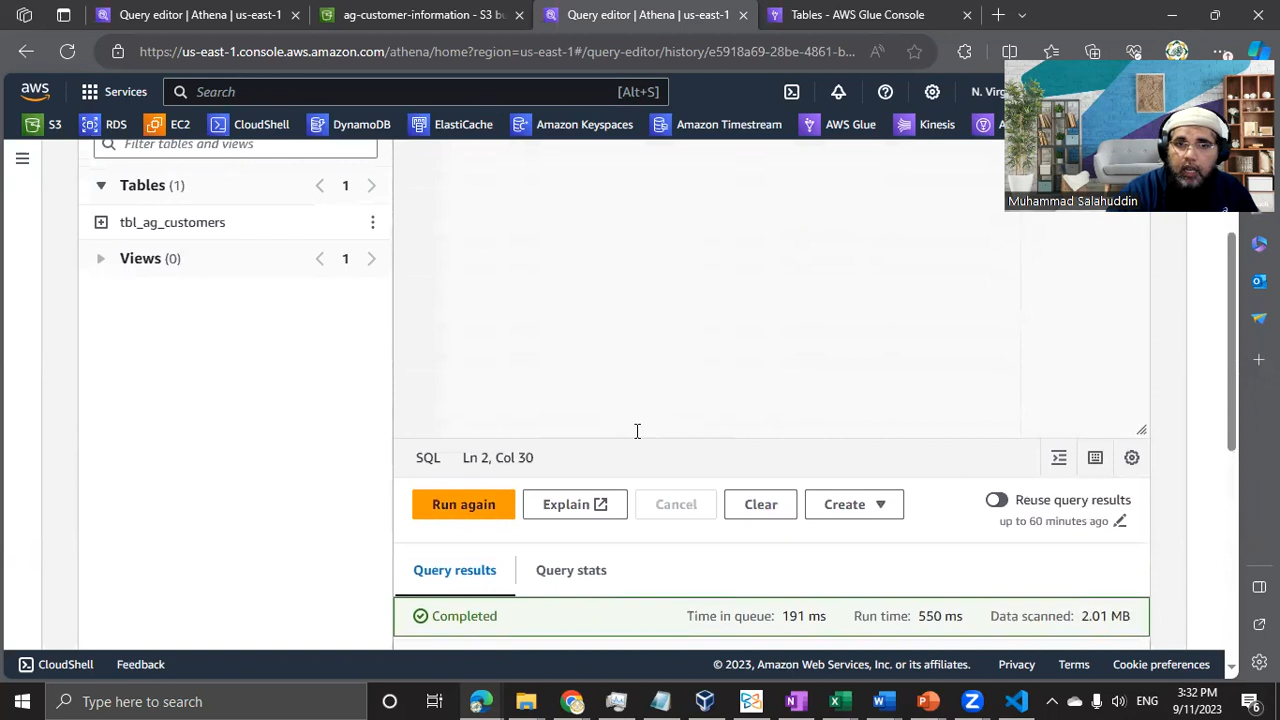 Query editor | Athena | us-east-1
ag-customer-information - S3 bu
Query editor | Athena | us-east-1
Tables - AWS Glue Console
https://us-east-1.console.aws.amazon.com/athena/home?region=us-east-1#/query-editor/history/e5918a69-28be-4861-b...
aws
Services
Search
[Alt+S]
N. Virg
S3
RDS
EC2
CloudShell
DynamoDB
ElastiCache
Amazon Keyspaces
Amazon Timestream
AWS Glue
Kinesis
Filter tables and views
Tables (1)
1
tbl_ag_customers
Views (0)
1
Muhammad Salahuddin
SQL
Ln 2, Col 30
Run again
Explain
Cancel
Clear
Create
Reuse query results
up to 60 minutes ago
Query results
Query stats
Completed
Time in queue: 191 ms
Run time: 550 ms
Data scanned: 2.01 MB
CloudShell
Feedback
© 2023, Amazon Web Services, Inc. or its affiliates.
Privacy
Terms
Cookie preferences
Type here to search
ENG
3:32 PM
9/11/2023
6